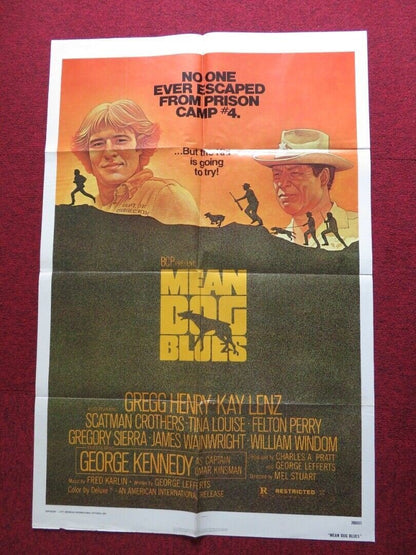 NO ONE
EVER ESCAPED
FROM PRISON
CAMP #4.
...But the Kid
is going
to try!
BCP
MEAN
DOG
BLUES
GREGG HENRY · KAY LENZ
SCATMAN CROTHERS · TINA LOUISE · FELTON PERRY
GREGORY SIERRA · JAMES WAINWRIGHT · WILLIAM WINDOM
GEORGE KENNEDY AS CAPTAIN OMAR KINSMAN
Produced by CHARLES A. PRATT and GEORGE LEFFERTS
Music by FRED KARLIN · Written by GEORGE LEFFERTS
Directed by MEL STUART
Color by Deluxe® · AN AMERICAN INTERNATIONAL RELEASE
R RESTRICTED
"MEAN DOG BLUES"